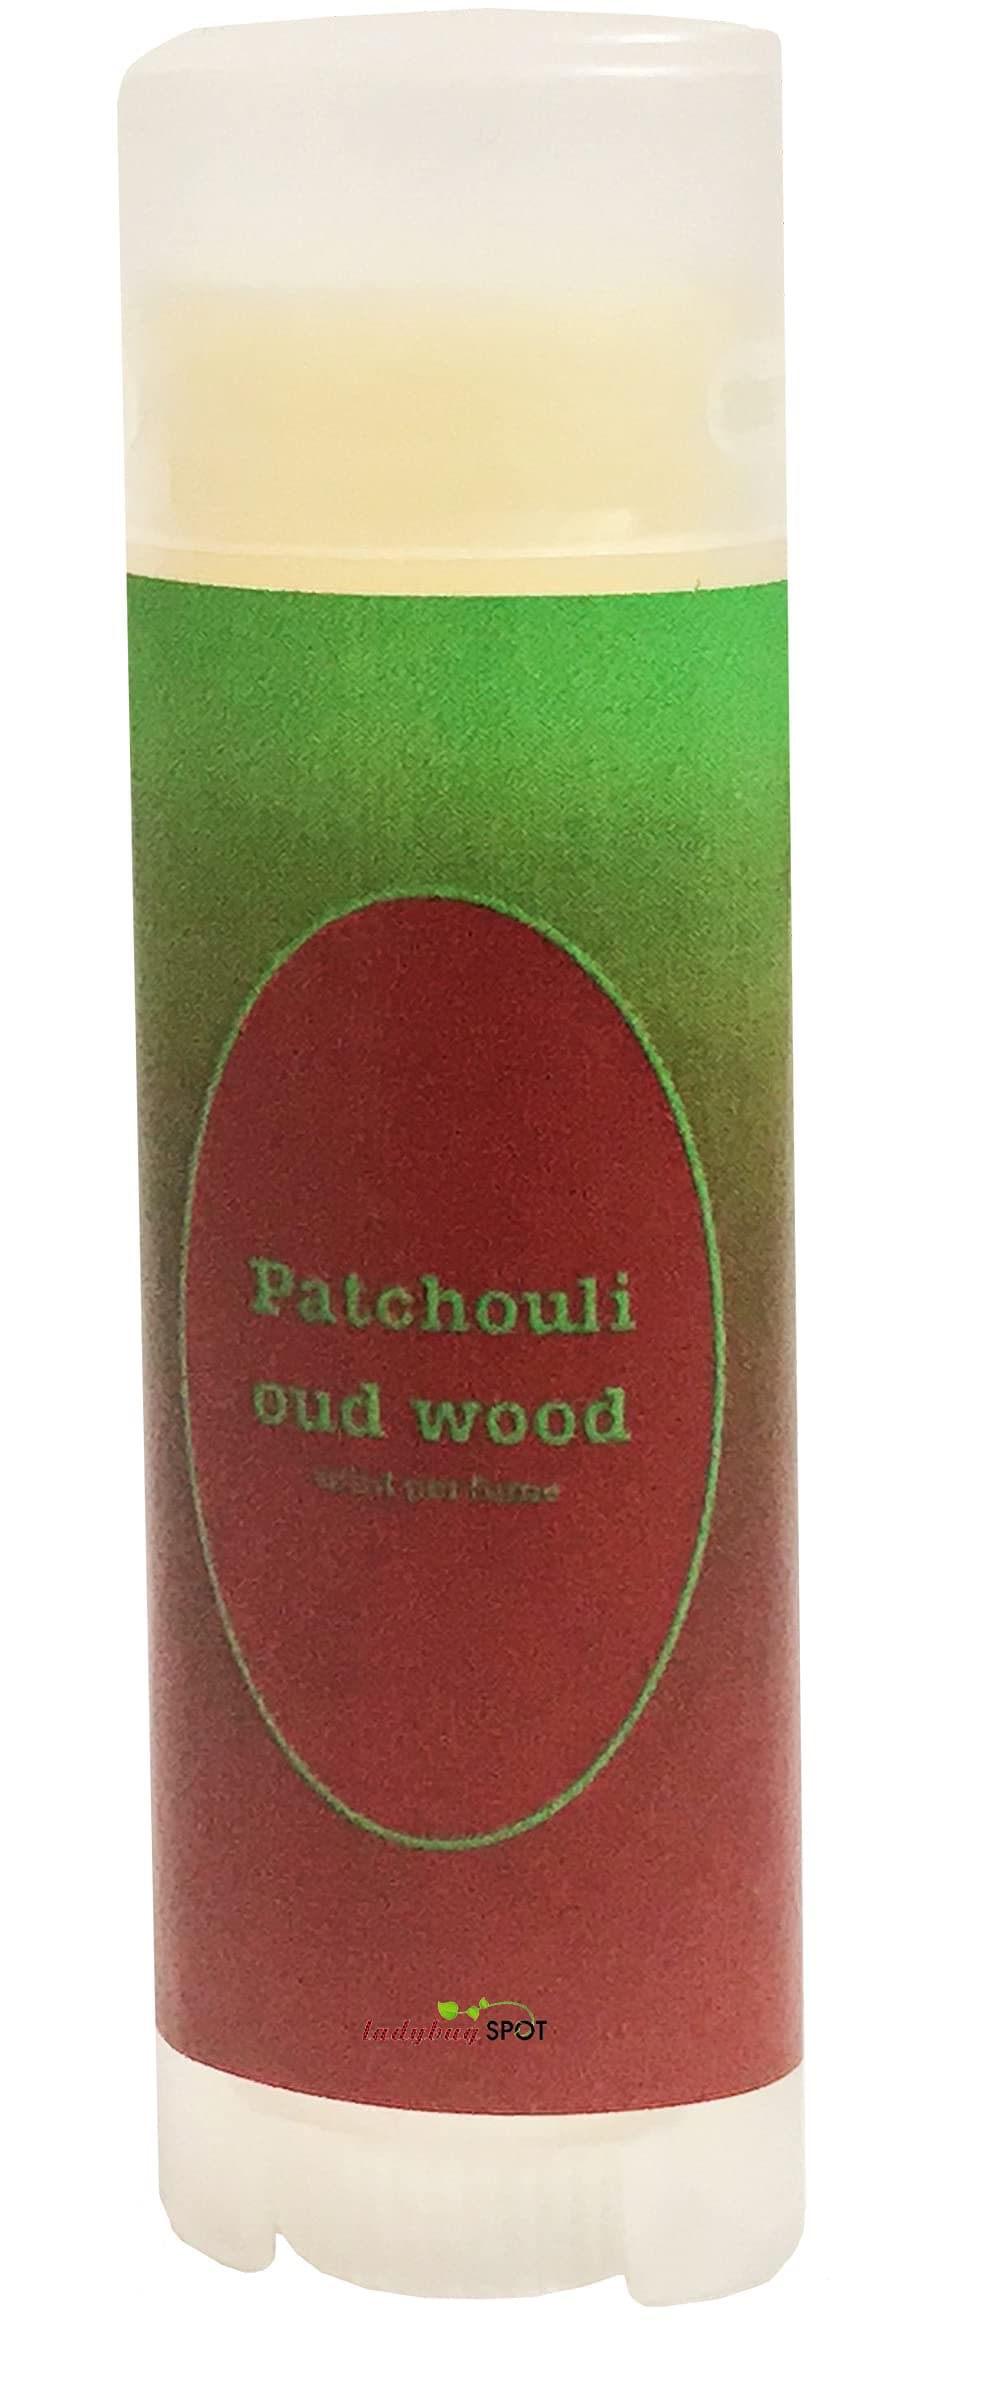 Patchouli
oud wood
solid perfume
ladybug SPOT